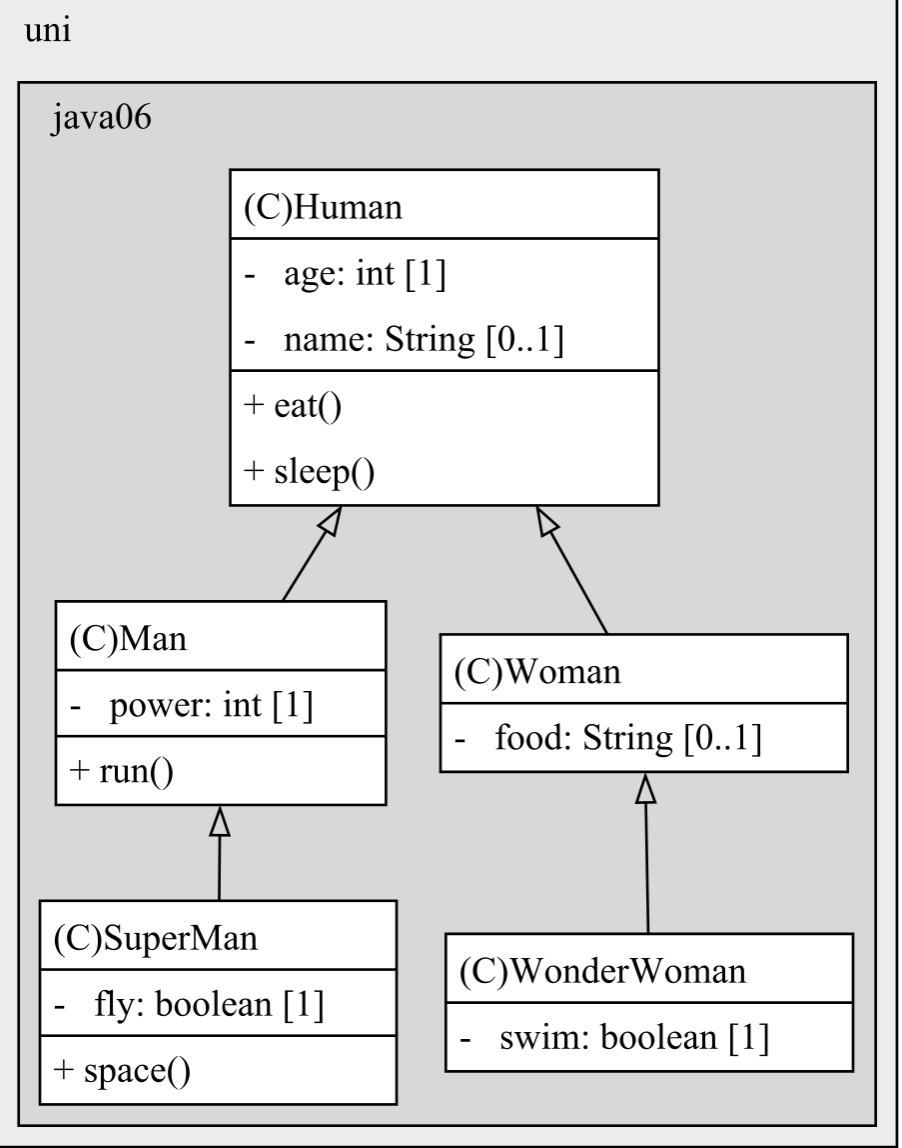 uni
java06
(C)Human
- age: int [1]
- name: String [0..1]
+ eat()
+ sleep()
(C)Man
- power: int [1]
+ run()
(C)Woman
- food: String [0..1]
(C)SuperMan
- fly: boolean [1]
+ space()
(C)WonderWoman
- swim: boolean [1]